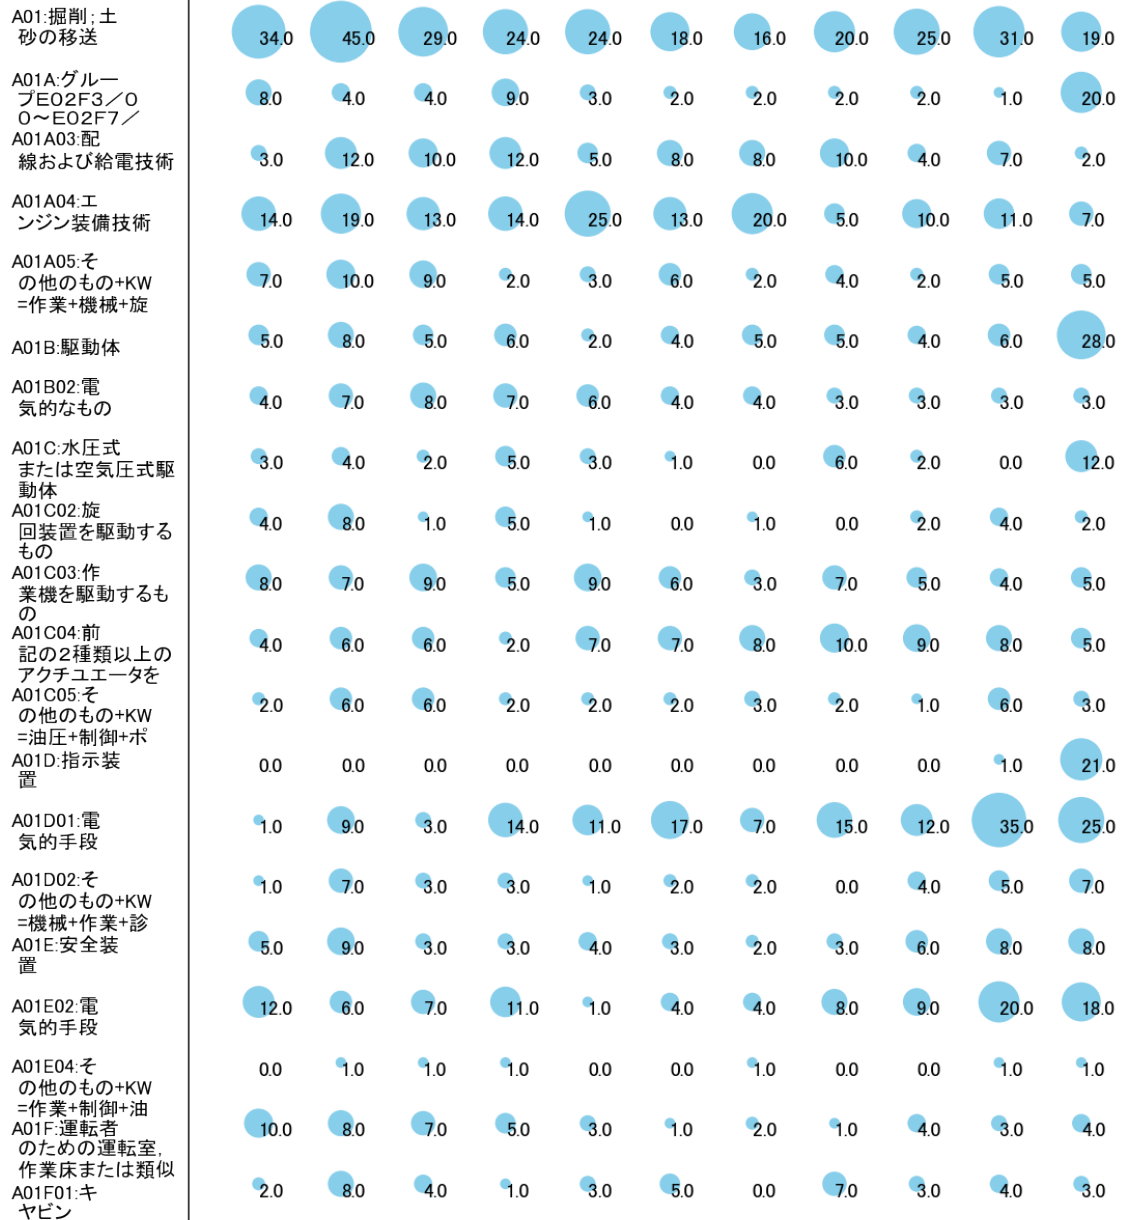 A01:掘削;土
砂の移送
34.0 45.0 29.0 24.0 24.0 18.0 16.0 20.0 25.0 31.0 19.0
A01A:グルー
プE02F3/0
0~E02F7/
8.0 4.0 4.0 9.0 3.0 2.0 2.0 2.0 2.0 1.0 20.0
A01A03:配
線および給電技術
3.0 12.0 10.0 12.0 5.0 8.0 8.0 10.0 4.0 7.0 2.0
A01A04:エ
ンジン装備技術
14.0 19.0 13.0 14.0 25.0 13.0 20.0 5.0 10.0 11.0 7.0
A01A05:そ
の他のもの+KW
=作業+機械+旋
7.0 10.0 9.0 2.0 3.0 6.0 2.0 4.0 2.0 5.0 5.0
A01B:駆動体
5.0 8.0 5.0 6.0 2.0 4.0 5.0 5.0 4.0 6.0 28.0
A01B02:電
気的なもの
4.0 7.0 8.0 7.0 6.0 4.0 4.0 3.0 3.0 3.0 3.0
A01C:水圧式
または空気圧式駆
動体
3.0 4.0 2.0 5.0 3.0 1.0 0.0 6.0 2.0 0.0 12.0
A01C02:旋
回装置を駆動する
もの
4.0 8.0 1.0 5.0 1.0 0.0 1.0 0.0 2.0 4.0 2.0
A01C03:作
業機を駆動するも
の
8.0 7.0 9.0 5.0 9.0 6.0 3.0 7.0 5.0 4.0 5.0
A01C04:前
記の2種類以上の
アクチユエータを
4.0 6.0 6.0 2.0 7.0 7.0 8.0 10.0 9.0 8.0 5.0
A01C05:そ
の他のもの+KW
=油圧+制御+ポ
2.0 6.0 6.0 2.0 2.0 2.0 3.0 2.0 1.0 6.0 3.0
A01D:指示装
置
0.0 0.0 0.0 0.0 0.0 0.0 0.0 0.0 0.0 1.0 21.0
A01D01:電
気的手段
1.0 9.0 3.0 14.0 11.0 17.0 7.0 15.0 12.0 35.0 25.0
A01D02:そ
の他のもの+KW
=機械+作業+診
1.0 7.0 3.0 3.0 1.0 2.0 2.0 0.0 4.0 5.0 7.0
A01E:安全装
置
5.0 9.0 3.0 3.0 4.0 3.0 2.0 3.0 6.0 8.0 8.0
A01E02:電
気的手段
12.0 6.0 7.0 11.0 1.0 4.0 4.0 8.0 9.0 20.0 18.0
A01E04:そ
の他のもの+KW
=作業+制御+油
0.0 1.0 1.0 1.0 0.0 0.0 1.0 0.0 0.0 1.0 1.0
A01F:運転者
のための運転室,
作業床または類似
10.0 8.0 7.0 5.0 3.0 1.0 2.0 1.0 4.0 3.0 4.0
A01F01:キ
ヤビン
2.0 8.0 4.0 1.0 3.0 5.0 0.0 7.0 3.0 4.0 3.0